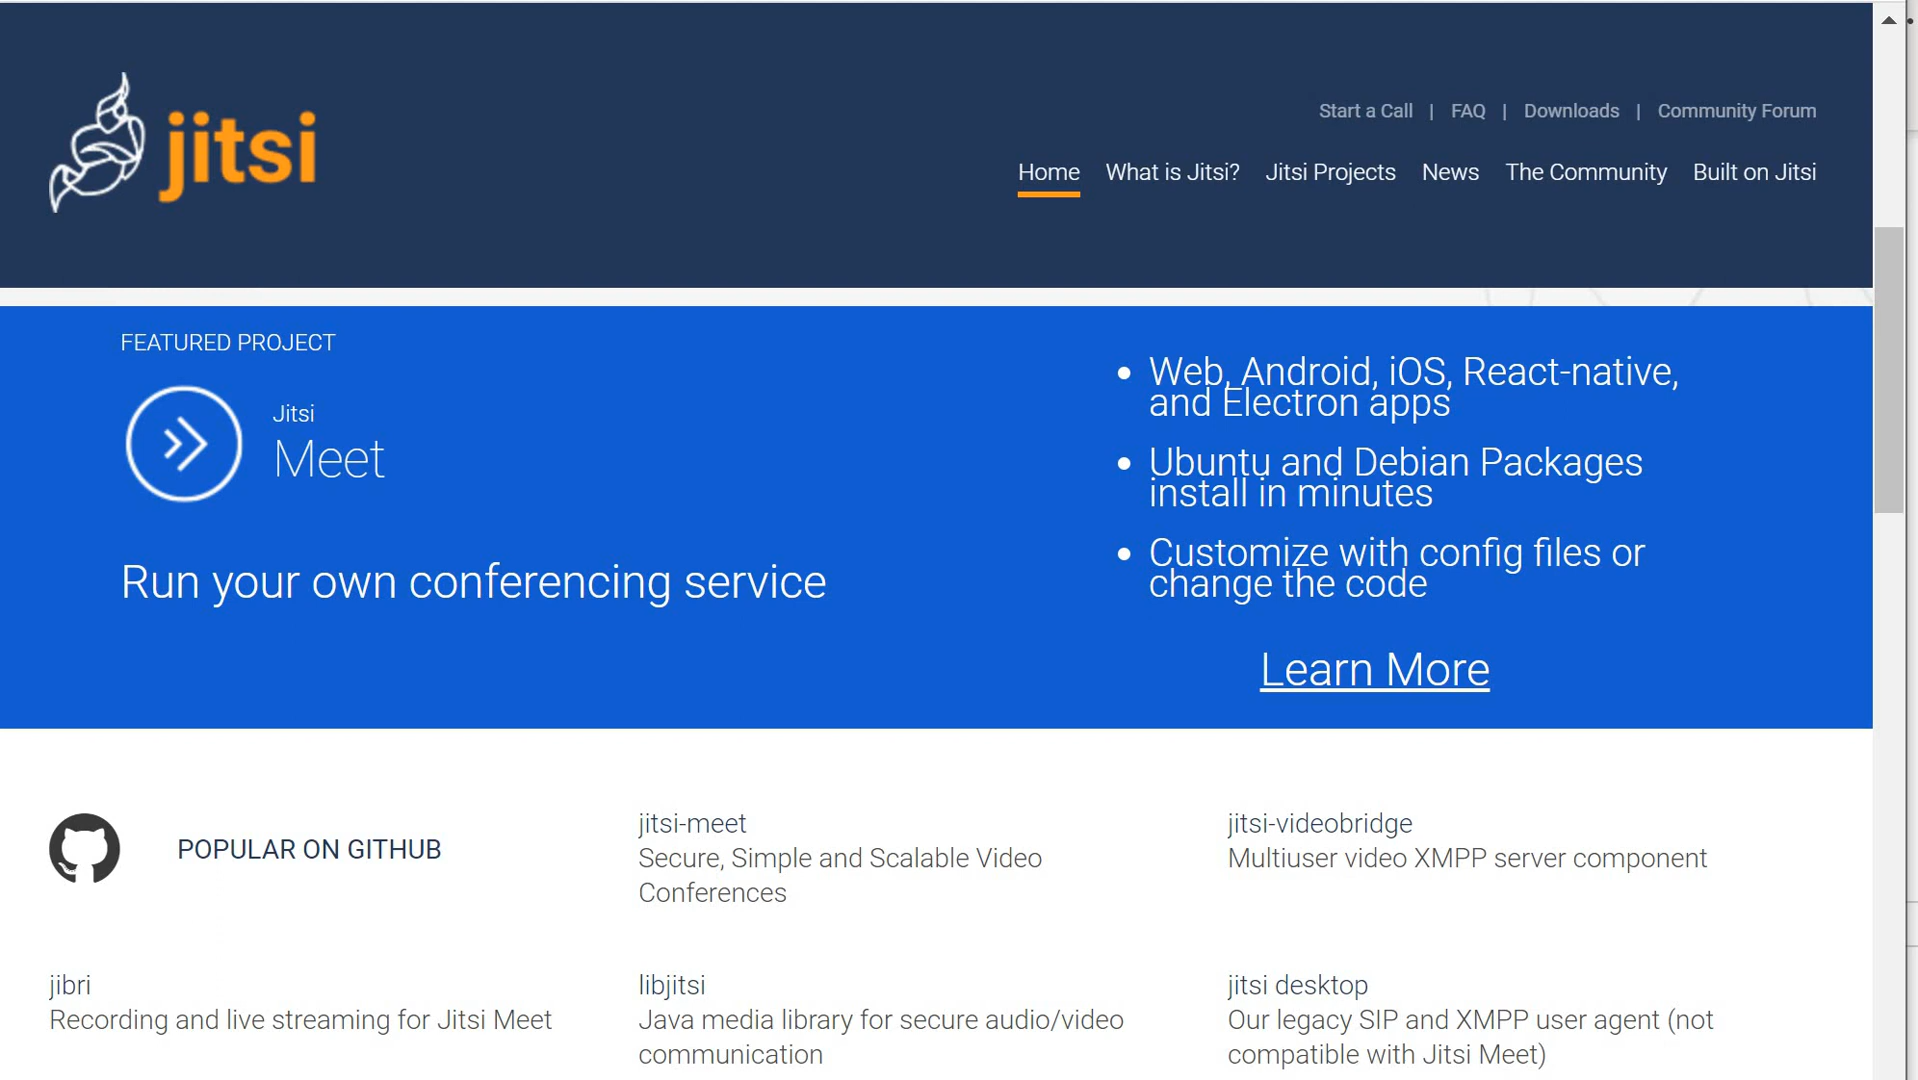 jitsi
Start a Call | FAQ | Downloads | Community Forum
Home What is Jitsi? Jitsi Projects News The Community Built on Jitsi
FEATURED PROJECT
Jitsi
Meet
Run your own conferencing service
• Web, Android, iOS, React-native,
and Electron apps
• Ubuntu and Debian Packages
install in minutes
• Customize with config files or
change the code
Learn More
POPULAR ON GITHUB
jitsi-meet
Secure, Simple and Scalable Video
Conferences
jitsi-videobridge
Multiuser video XMPP server component
jibri
Recording and live streaming for Jitsi Meet
libjitsi
Java media library for secure audio/video
communication
jitsi desktop
Our legacy SIP and XMPP user agent (not
compatible with Jitsi Meet)